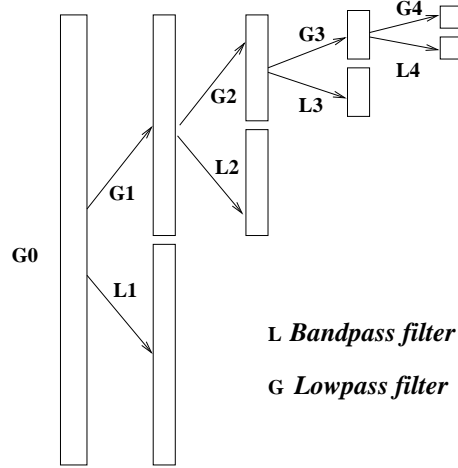 G4
G3
L4
G2
L3
L2
G1
G0
L1
L Bandpass filter
G Lowpass filter